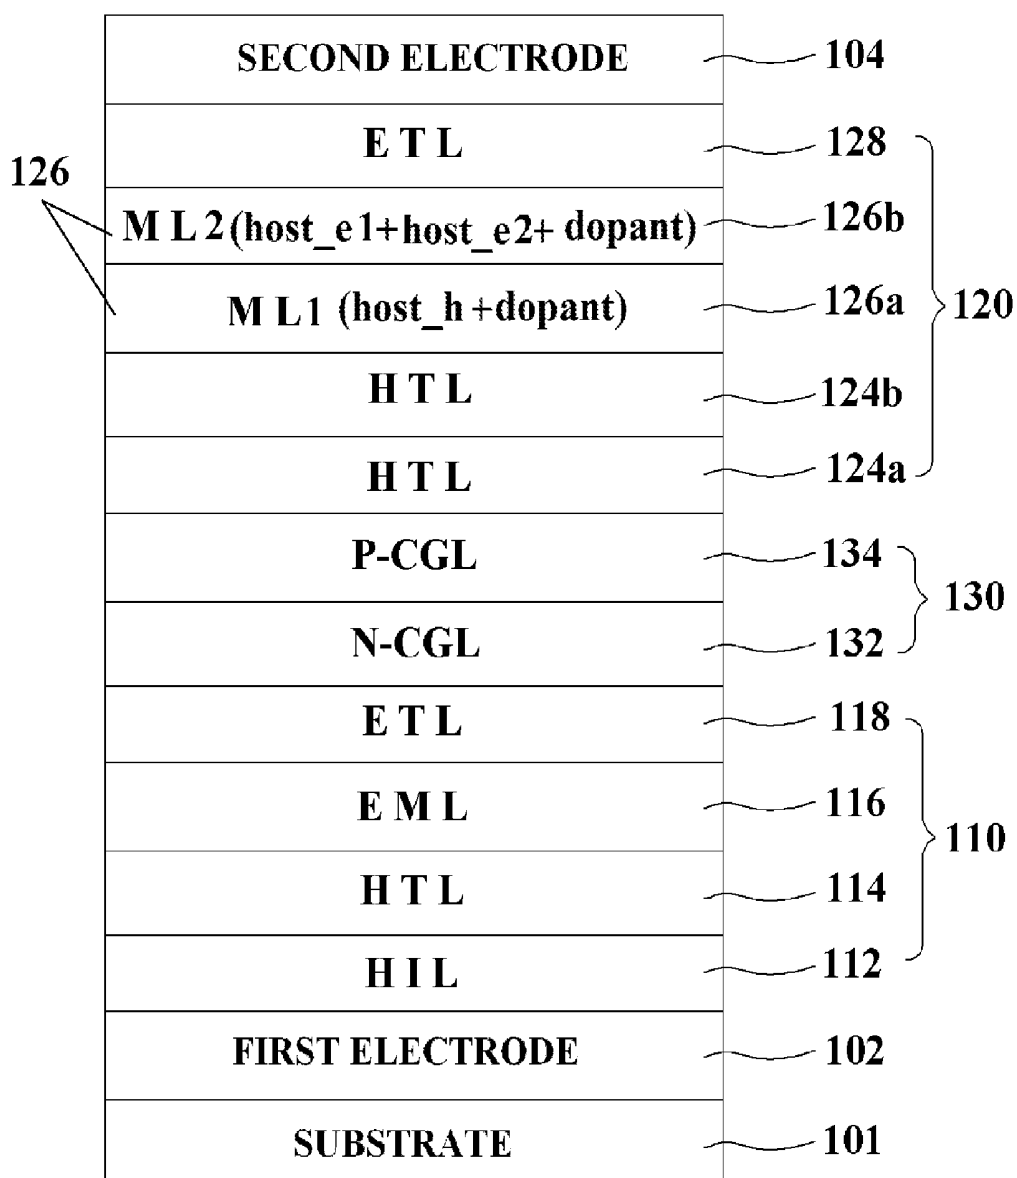 SECOND ELECTRODE 104
E T L 128
126
M L 2 (host_e1+host_e2+ dopant) 126b
M L1 (host_h +dopant) 126a
120
H T L 124b
H T L 124a
P-CGL 134
130
N-CGL 132
E T L 118
E M L 116
110
H T L 114
H I L 112
FIRST ELECTRODE 102
SUBSTRATE 101